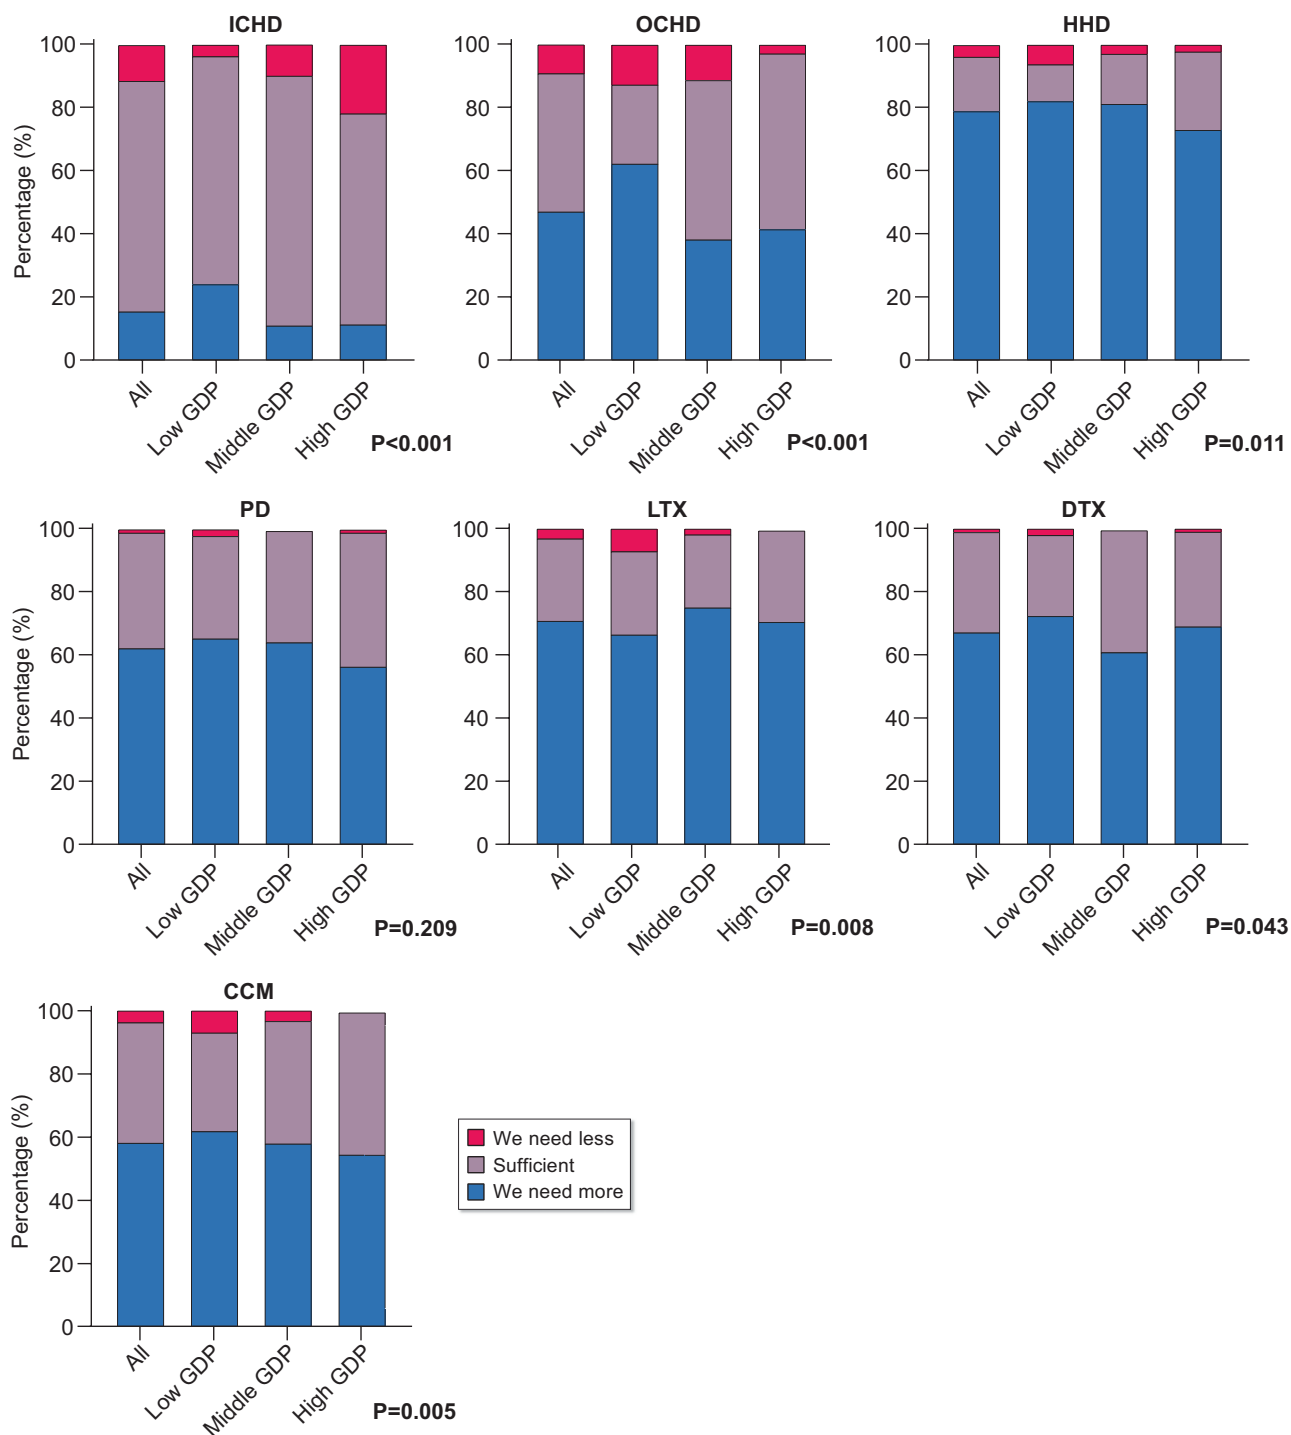 ICHD
OCHD
HHD
Percentage (%)
100
80
60
40
20
0
100
80
60
40
20
0
100
80
60
40
20
0
All
Low GDP
Middle GDP
High GDP
P<0.001
All
Low GDP
Middle GDP
High GDP
P<0.001
All
Low GDP
Middle GDP
High GDP
P=0.011
PD
LTX
DTX
Percentage (%)
100
80
60
40
20
0
100
80
60
40
20
0
100
80
60
40
20
0
All
Low GDP
Middle GDP
High GDP
P=0.209
All
Low GDP
Middle GDP
High GDP
P=0.008
All
Low GDP
Middle GDP
High GDP
P=0.043
CCM
Percentage (%)
100
80
60
40
20
0
All
Low GDP
Middle GDP
High GDP
P=0.005
We need less
Sufficient
We need more